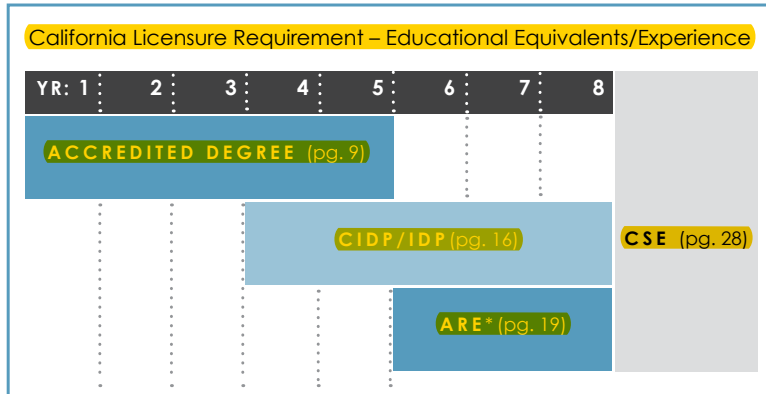 California Licensure Requirement – Educational Equivalents/Experience
YR: 1 2 3 4 5 6 7 8
ACCREDITED DEGREE (pg. 9)
CIDP/IDP (pg. 16)
CSE (pg. 28)
ARE* (pg. 19)